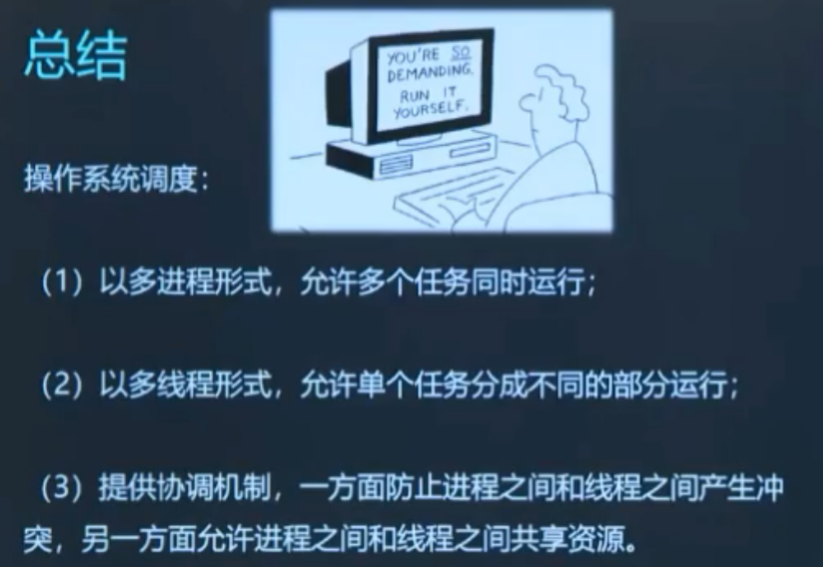 总结
YOU'RE SO
DEMANDING.
RUN IT
YOURSELF.
操作系统调度：
（1）以多进程形式，允许多个任务同时运行；
（2）以多线程形式，允许单个任务分成不同的部分运行；
（3）提供协调机制，一方面防止进程之间和线程之间产生冲
突，另一方面允许进程之间和线程之间共享资源。